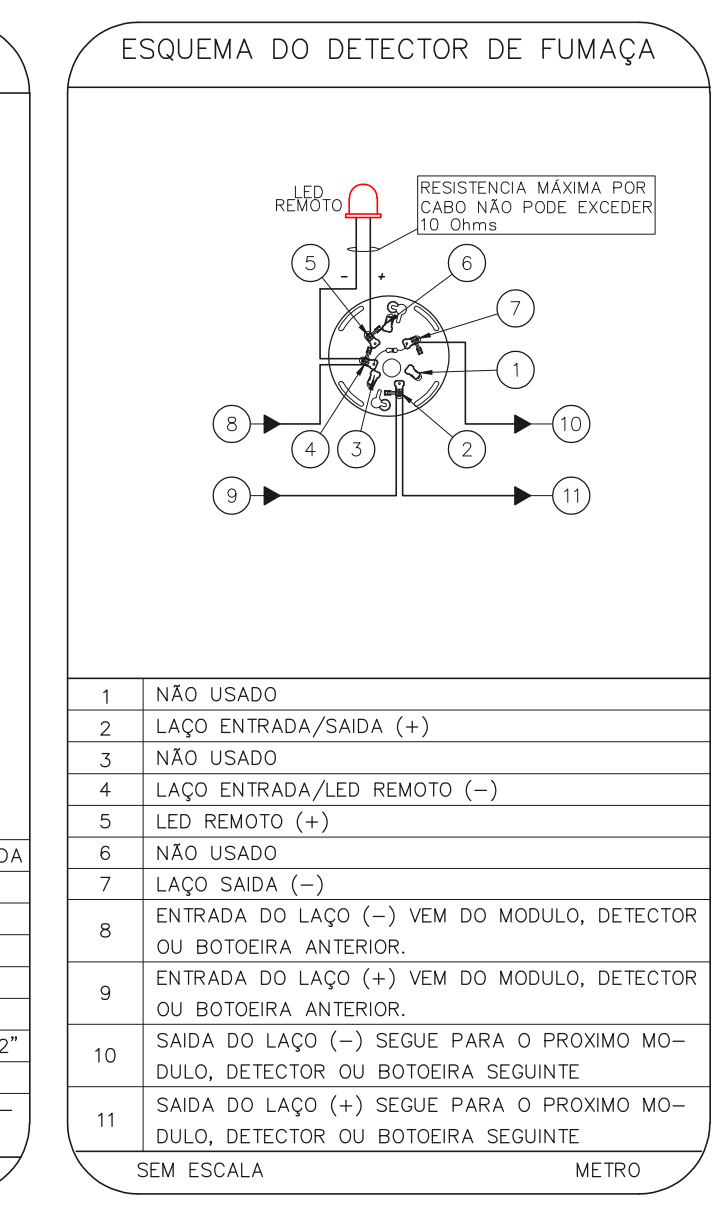 ESQUEMA DO DETECTOR DE FUMAÇA
LED
REMOTO
RESISTENCIA MÁXIMA POR
CABO NÃO PODE EXCEDER
10 Ohms
5
6
- +
7
1
8
10
4
3
2
9
11
1 NÃO USADO
2 LAÇO ENTRADA/SAIDA (+)
3 NÃO USADO
4 LAÇO ENTRADA/LED REMOTO (-)
5 LED REMOTO (+)
6 NÃO USADO
7 LAÇO SAIDA (-)
8 ENTRADA DO LAÇO (-) VEM DO MODULO, DETECTOR
OU BOTOEIRA ANTERIOR.
9 ENTRADA DO LAÇO (+) VEM DO MODULO, DETECTOR
OU BOTOEIRA ANTERIOR.
10 SAIDA DO LAÇO (-) SEGUE PARA O PROXIMO MO-
DULO, DETECTOR OU BOTOEIRA SEGUINTE
11 SAIDA DO LAÇO (+) SEGUE PARA O PROXIMO MO-
DULO, DETECTOR OU BOTOEIRA SEGUINTE
SEM ESCALA METRO
DA
2"
-